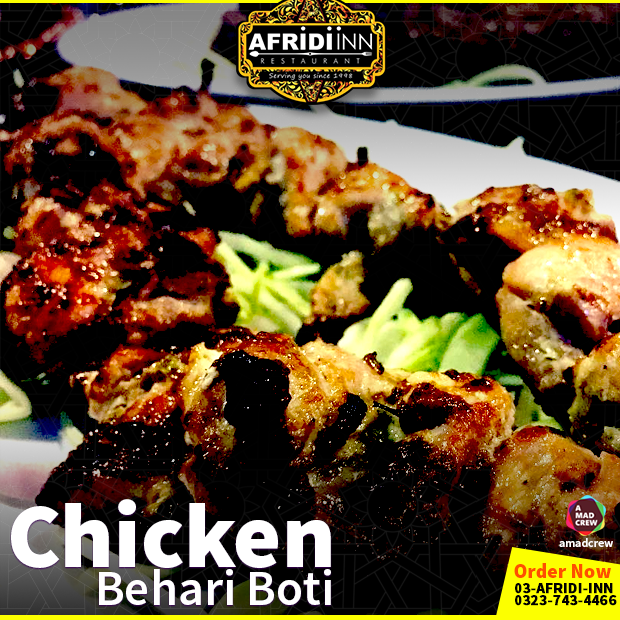 AFRiDi iNN
RESTAURANT
Serving you since 1998
Chicken
Behari Boti
A
MAD
CREW
amadcrew
Order Now
03-AFRIDI-INN
0323-743-4466